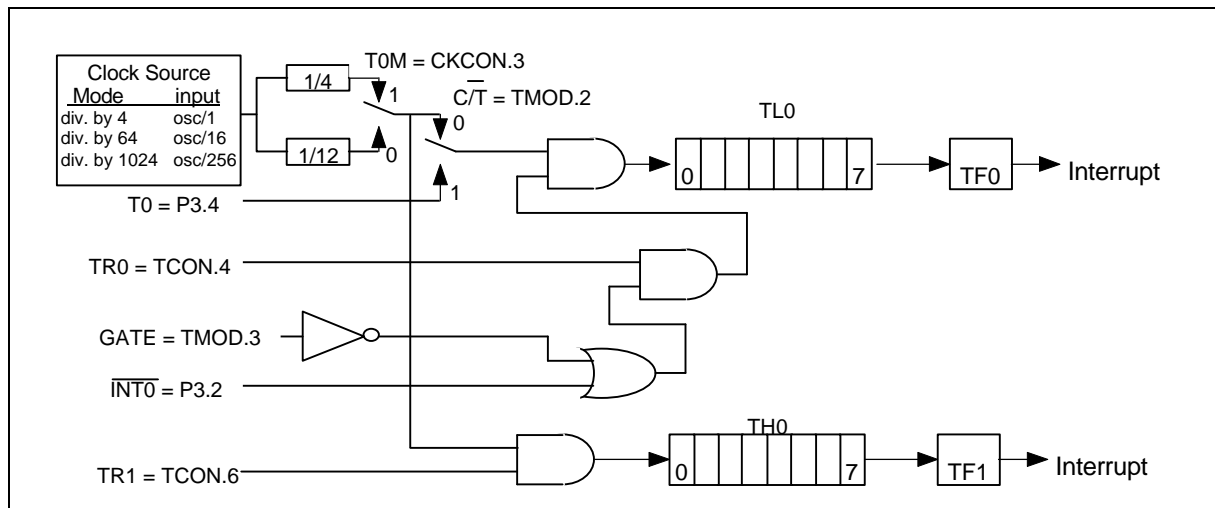 Clock Source
Mode input
div. by 4 osc/1
div. by 64 osc/16
div. by 1024 osc/256
1/4
1/12
T0M = CKCON.3
1
0
C/T̅ = TMOD.2
0
1
T0 = P3.4
TL0
0 7
TF0
Interrupt
TR0 = TCON.4
GATE = TMOD.3
I̅N̅T̅0̅ = P3.2
TR1 = TCON.6
TH0
0 7
TF1
Interrupt